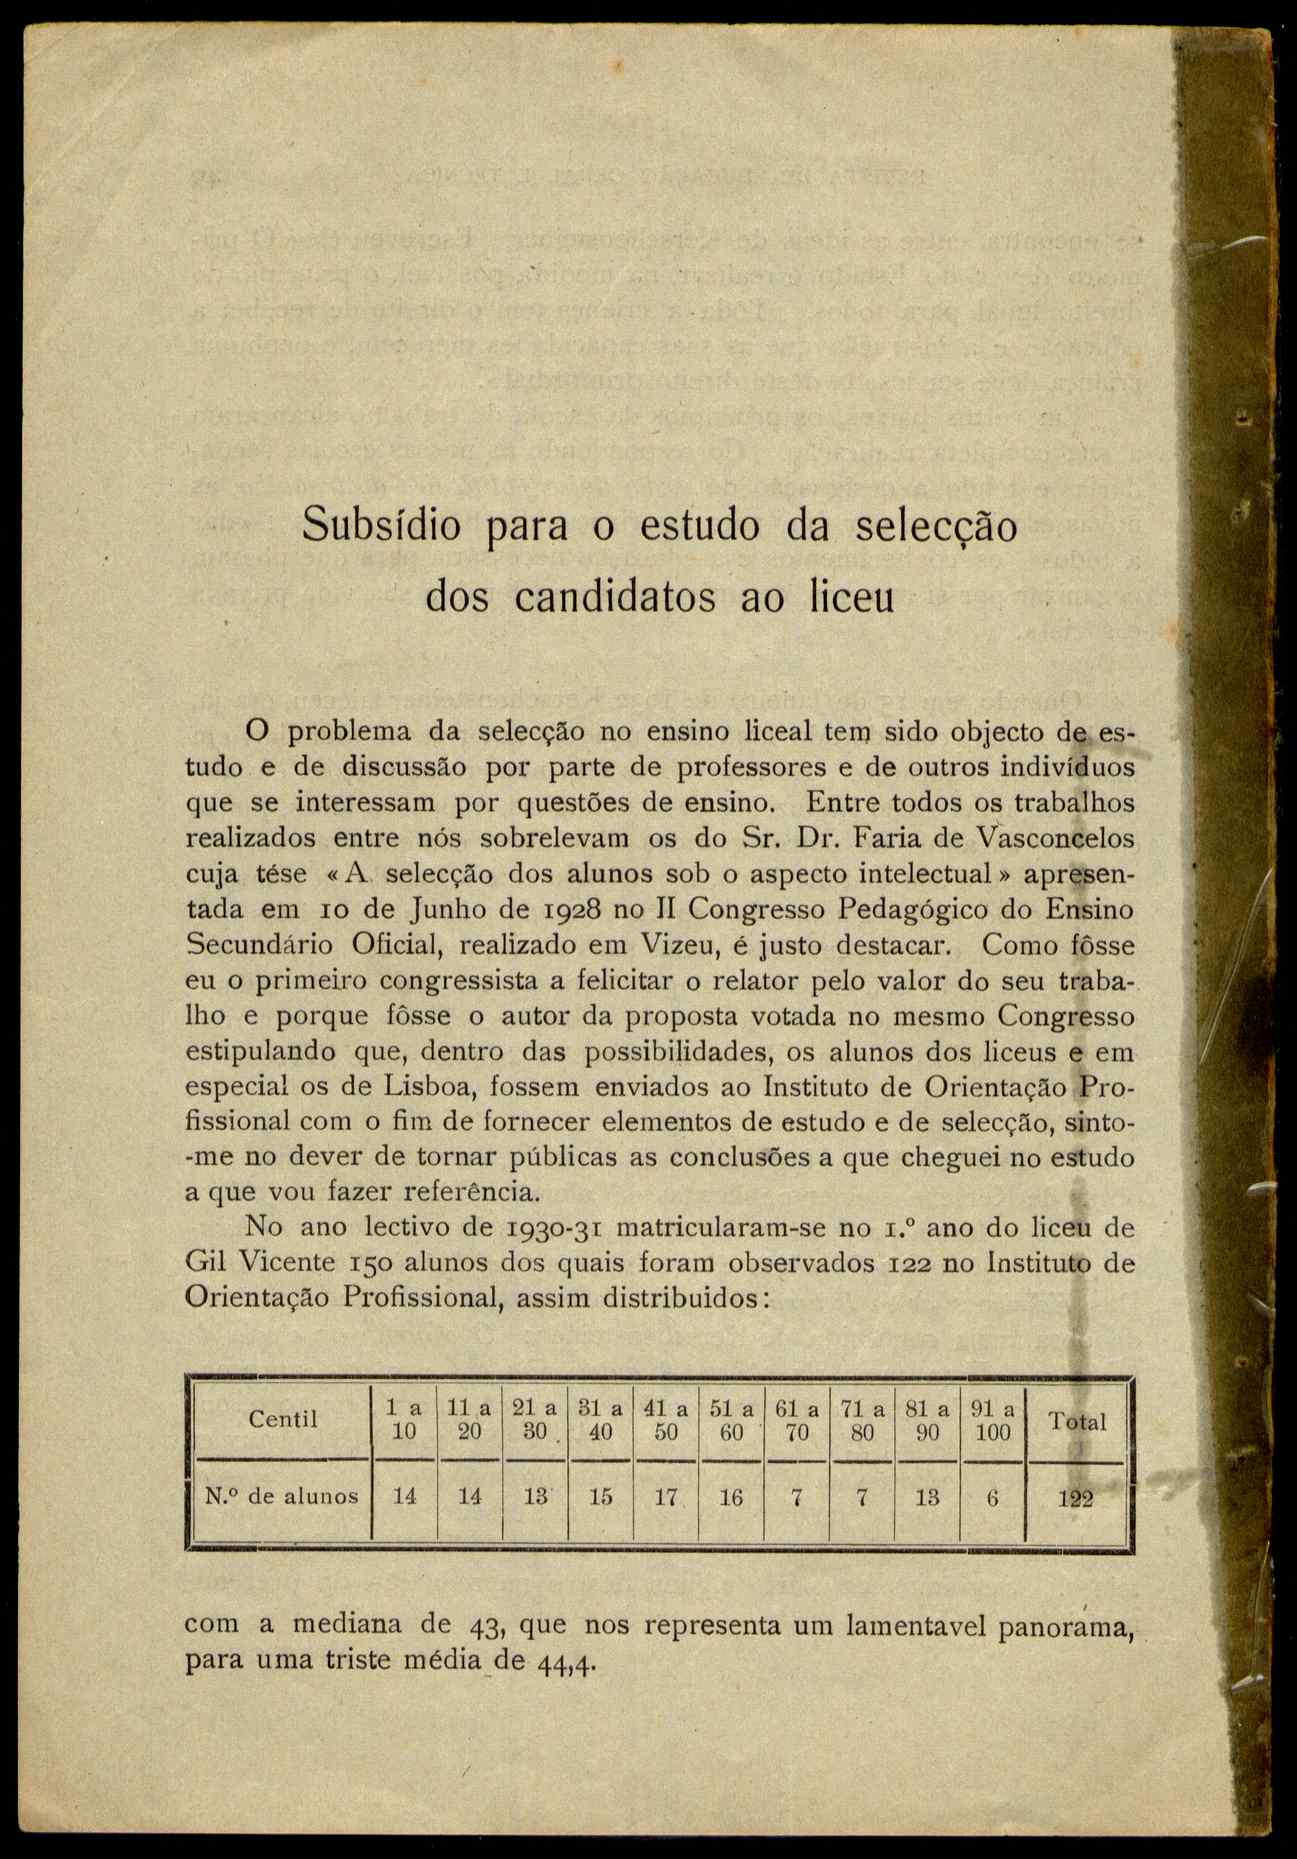 Subsídio para o estudo da selecção
dos candidatos ao liceu
O problema da selecção no ensino liceal tem sido objecto de es-
tudo e de discussão por parte de professores e de outros indivíduos
que se interessam por questões de ensino. Entre todos os trabalhos
realizados entre nós sobrelevam os do Sr. Dr. Faria de Vasconcelos
cuja tése «A selecção dos alunos sob o aspecto intelectual» apresen-
tada em 10 de Junho de 1928 no II Congresso Pedagógico do Ensino
Secundário Oficial, realizado em Vizeu, é justo destacar. Como fôsse
eu o primeiro congressista a felicitar o relator pelo valor do seu traba-
lho e porque fôsse o autor da proposta votada no mesmo Congresso
estipulando que, dentro das possibilidades, os alunos dos liceus e em
especial os de Lisboa, fossem enviados ao Instituto de Orientação Pro-
fissional com o fim de fornecer elementos de estudo e de selecção, sinto-
-me no dever de tornar públicas as conclusões a que cheguei no estudo
a que vou fazer referência.
No ano lectivo de 1930-31 matricularam-se no 1.º ano do liceu de
Gil Vicente 150 alunos dos quais foram observados 122 no Instituto de
Orientação Profissional, assim distribuidos:
Centil 1 a 10 11 a 20 21 a 30 31 a 40 41 a 50 51 a 60 61 a 70 71 a 80 81 a 90 91 a 100 Total
N.º de alunos 14 14 13 15 17 16 7 7 13 6 122
com a mediana de 43, que nos representa um lamentavel panoráma,
para uma triste média de 44,4.